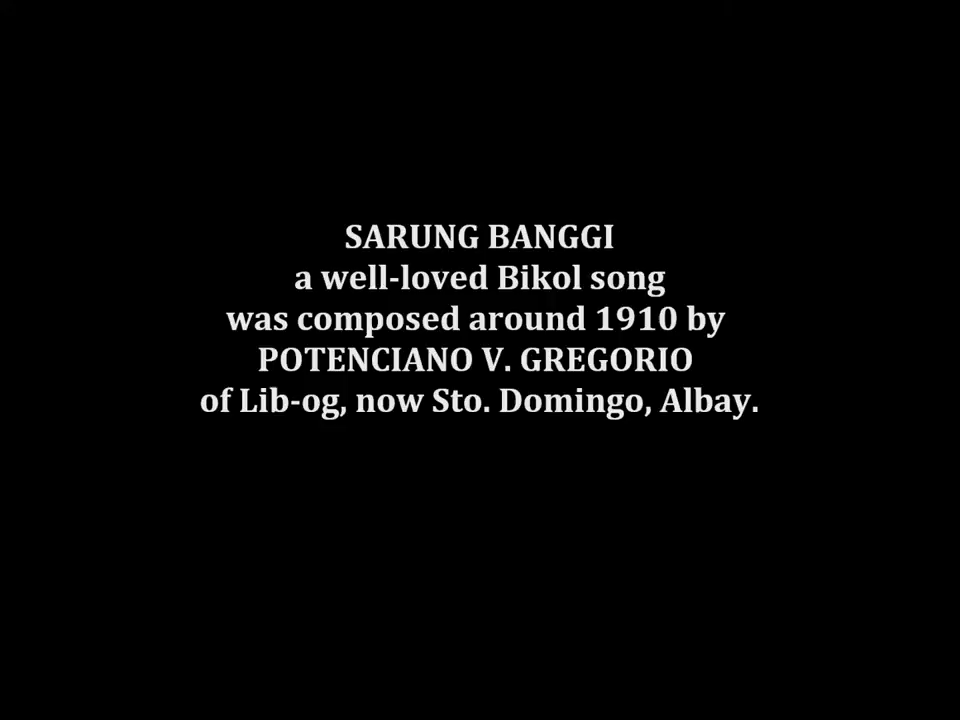 SARUNG BANGGI
a well-loved Bikol song
was composed around 1910 by
POTENCIANO V. GREGORIO
of Lib-og, now Sto. Domingo, Albay.